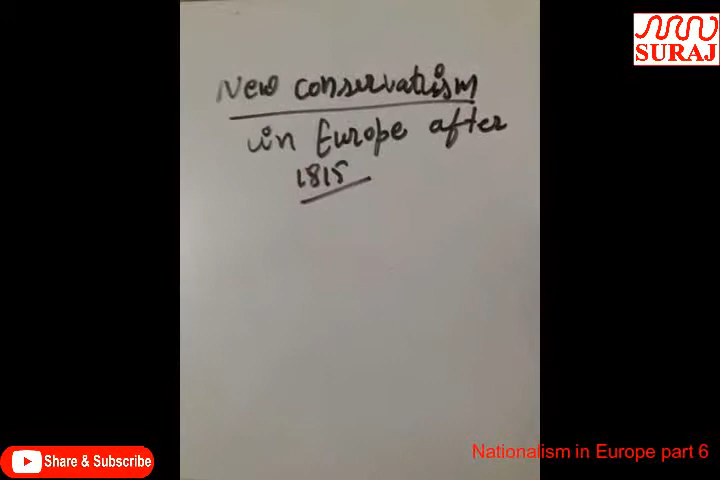 SURAJ
New conservatism
in Europe after
1815
Nationalism in Europe part 6
Share & Subscribe